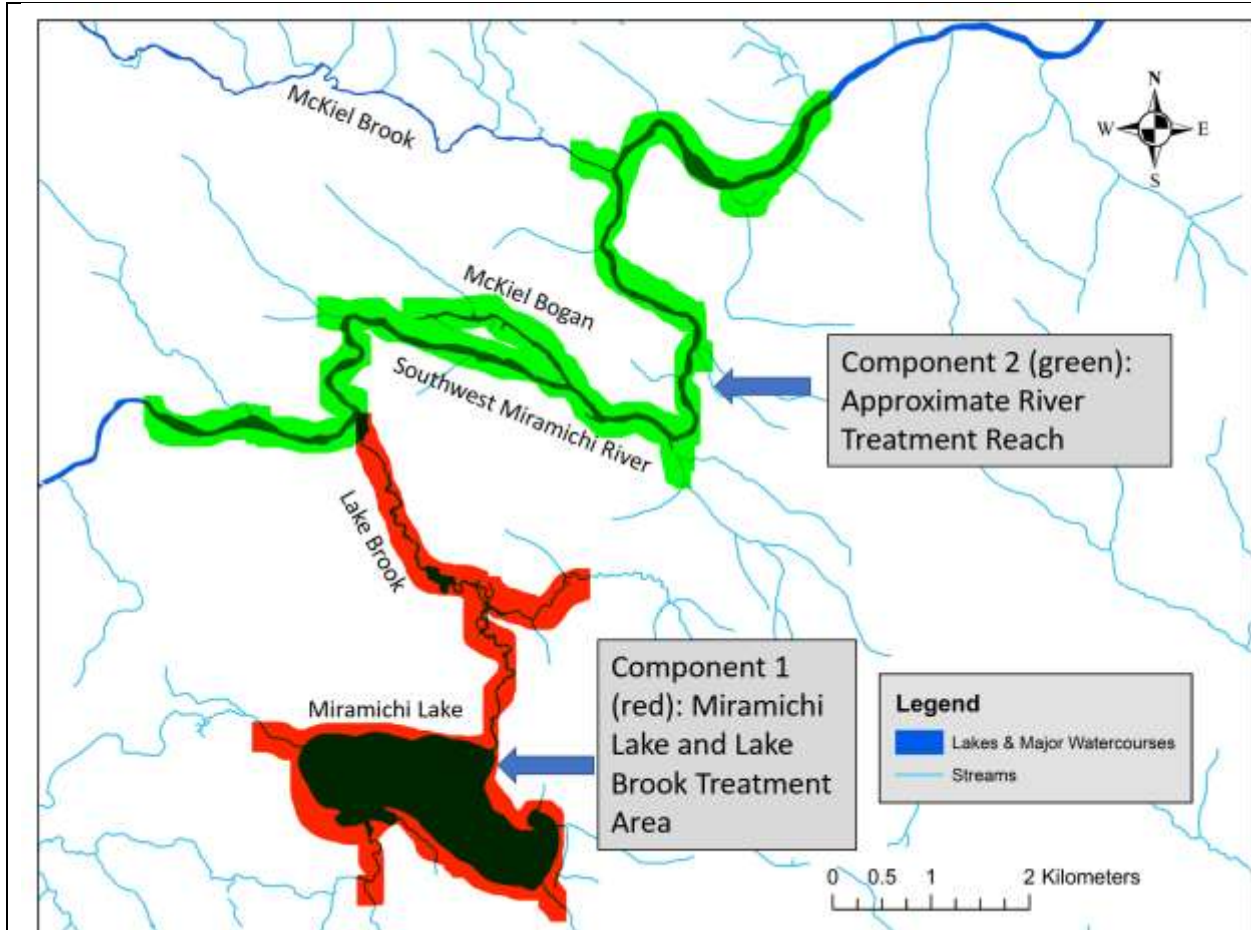 McKiel Brook
N
W
E
S
McKiel Bogan
Southwest Miramichi River
Component 2 (green):
Approximate River
Treatment Reach
Lake Brook
Component 1
(red): Miramichi
Lake and Lake
Brook Treatment
Area
Miramichi Lake
Legend
Lakes & Major Watercourses
Streams
0 0.5 1 2 Kilometers